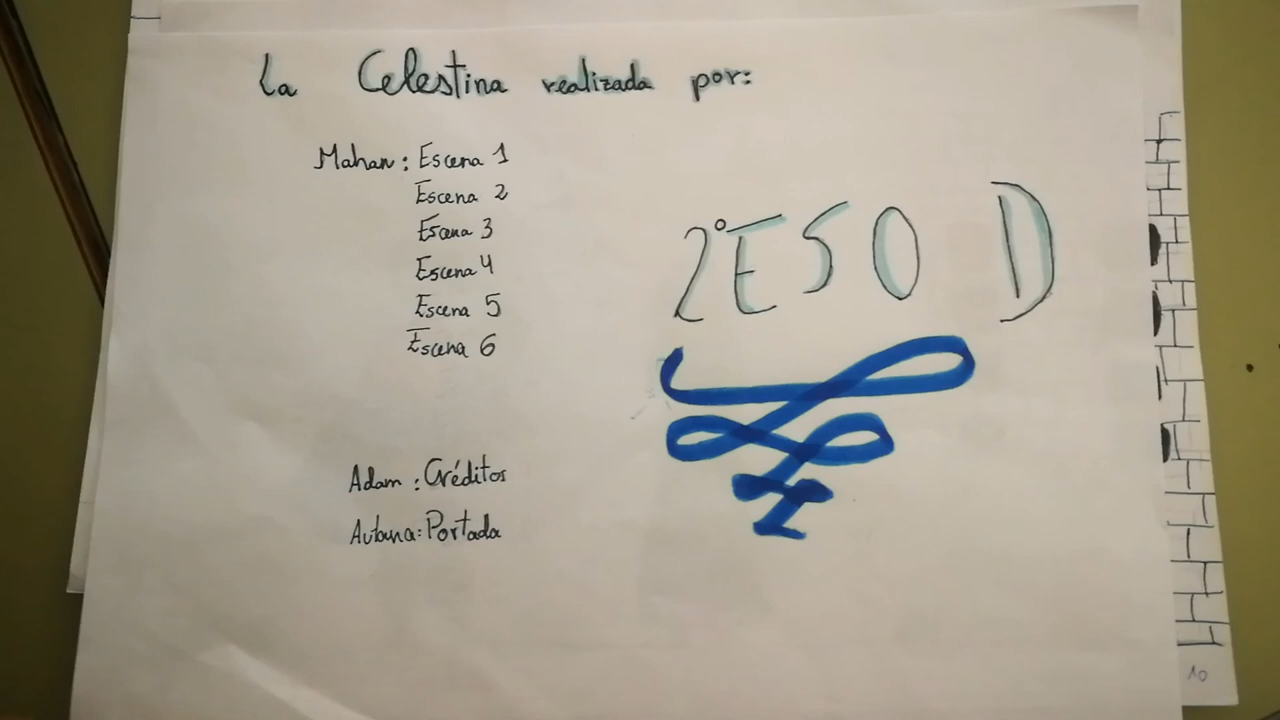 La Celestina realizada por:
Mahan: Escena 1
Escena 2
Escena 3
Escena 4
Escena 5
Escena 6
2º ESO D
Adam: Créditos
Autana: Portada
10